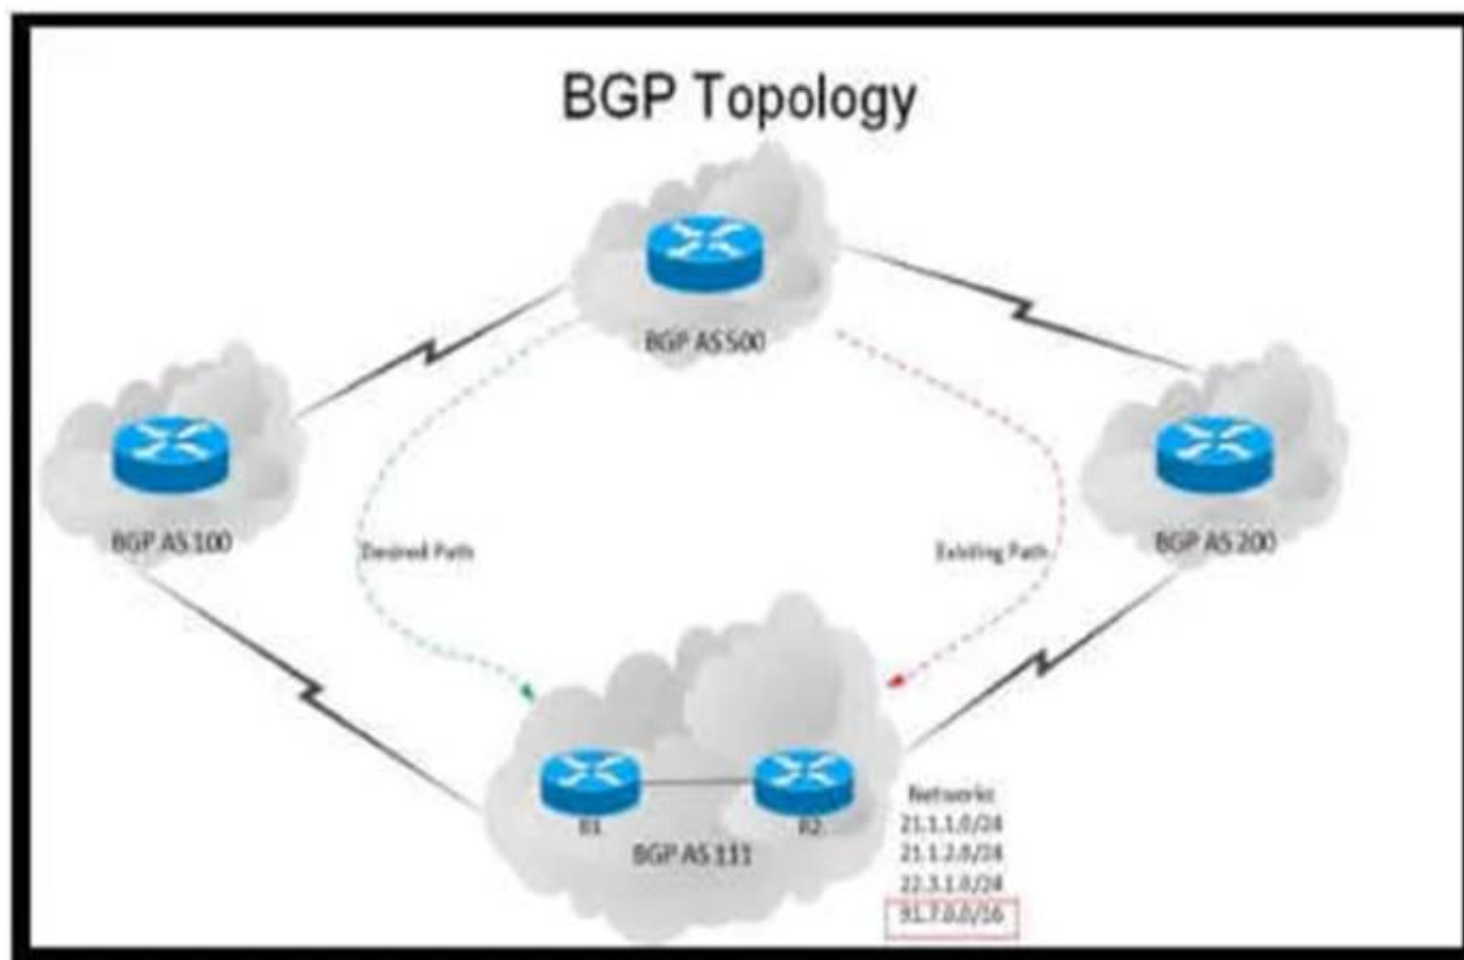 BGP Topology
BGP AS 500
BGP AS 100
BGP AS 200
Desired Path
Existing Path
R1
R2
BGP AS 111
Networks
21.1.1.0/24
21.1.2.0/24
22.3.1.0/24
91.7.0.0/16